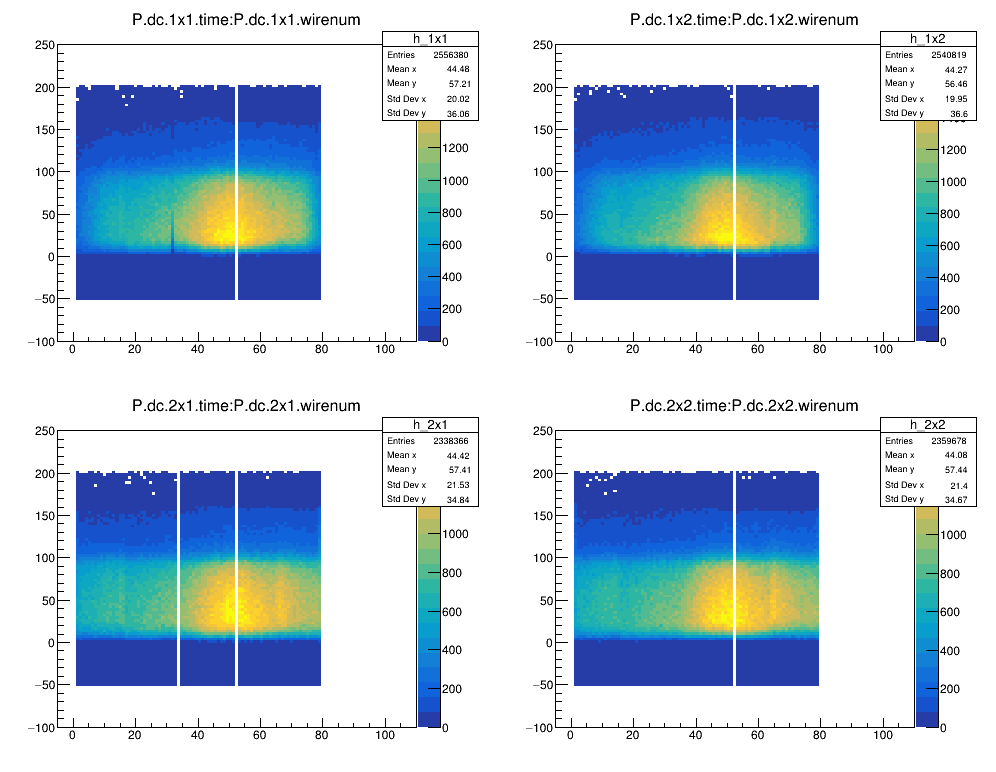 P.dc.1x1.time:P.dc.1x1.wirenum
h_1x1
Entries 2556380
Mean x 44.48
Mean y 57.21
Std Dev x 20.02
Std Dev y 36.06
250
200
150
100
50
0
−50
−100
0 20 40 60 80 100
1200
1000
800
600
400
200
0
P.dc.1x2.time:P.dc.1x2.wirenum
h_1x2
Entries 2540819
Mean x 44.27
Mean y 56.46
Std Dev x 19.95
Std Dev y 36.6
250
200
150
100
50
0
−50
−100
0 20 40 60 80 100
1200
1000
800
600
400
200
0
P.dc.2x1.time:P.dc.2x1.wirenum
h_2x1
Entries 2338366
Mean x 44.42
Mean y 57.41
Std Dev x 21.53
Std Dev y 34.84
250
200
150
100
50
0
−50
−100
0 20 40 60 80 100
1000
800
600
400
200
0
P.dc.2x2.time:P.dc.2x2.wirenum
h_2x2
Entries 2359678
Mean x 44.08
Mean y 57.44
Std Dev x 21.4
Std Dev y 34.67
250
200
150
100
50
0
−50
−100
0 20 40 60 80 100
1000
800
600
400
200
0